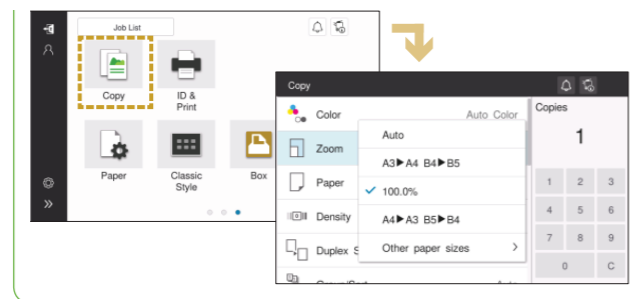 Job List
Copy
ID &
Print
Paper
Classic
Style
Box
Copy
Color
Auto Color
Zoom
Auto
A3▶A4 B4▶B5
Paper
✓ 100.0%
Density
A4▶A3 B5▶B4
Duplex S
Other paper sizes >
Copies
1
1 2 3
4 5 6
7 8 9
0 C